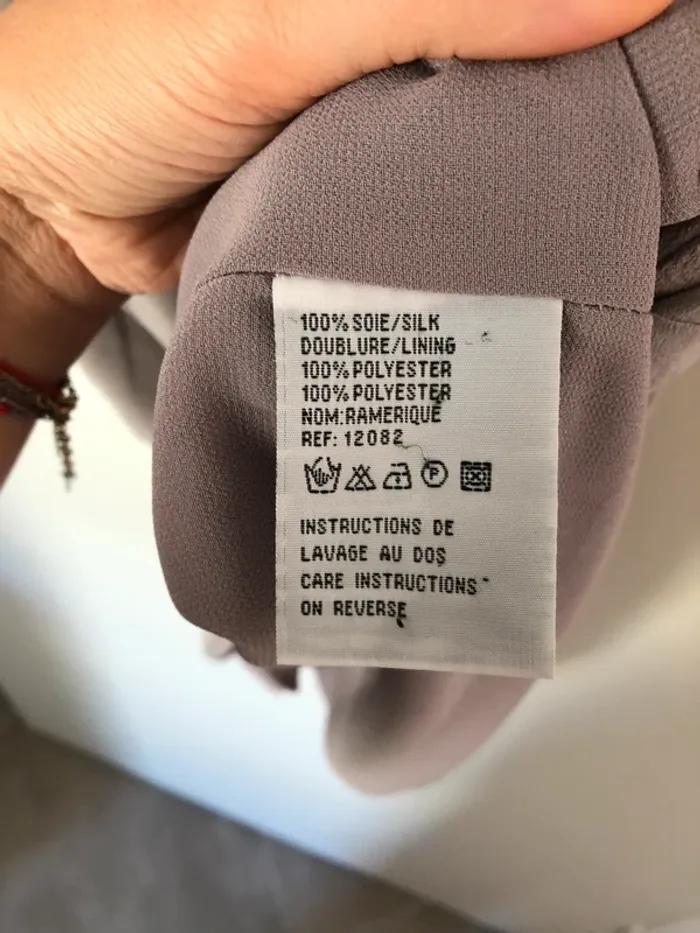 100% SOIE/SILK
DOUBLURE/LINING
100% POLYESTER
100% POLYESTER
NOM:RAMERIQUE
REF: 12082
P
INSTRUCTIONS DE
LAVAGE AU DOS
CARE INSTRUCTIONS
ON REVERSE